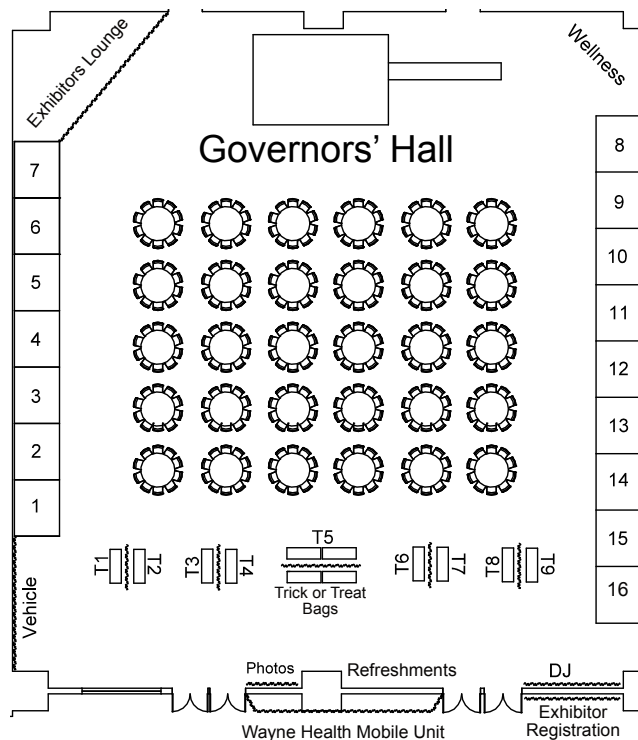 Exhibitors Lounge
Wellness
Governors' Hall
7
6
5
4
3
2
1
8
9
10
11
12
13
14
15
16
T1
T2
T3
T4
T5
Trick or Treat
Bags
T6
T7
T8
T9
Vehicle
Photos
Refreshments
DJ
Wayne Health Mobile Unit
Exhibitor
Registration